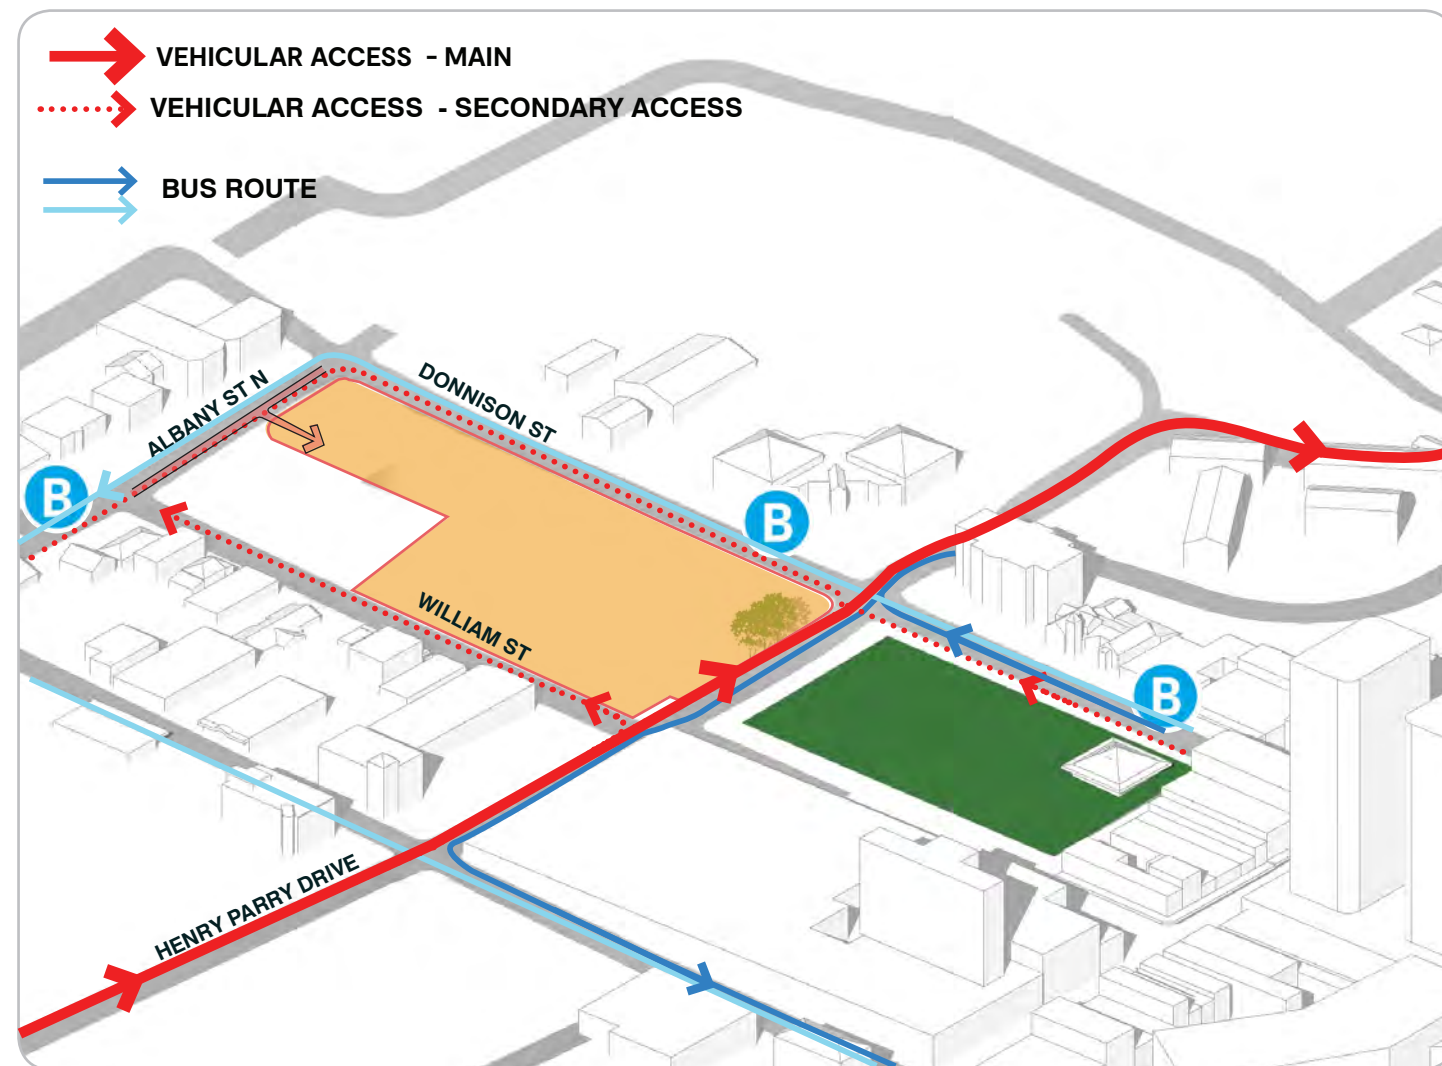 VEHICULAR ACCESS - MAIN
VEHICULAR ACCESS - SECONDARY ACCESS
BUS ROUTE
ALBANY ST N
DONNISON ST
B
B
WILLIAM ST
B
HENRY PARRY DRIVE